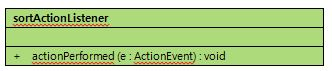 sortActionListener
+ actionPerformed (e : ActionEvent) : void